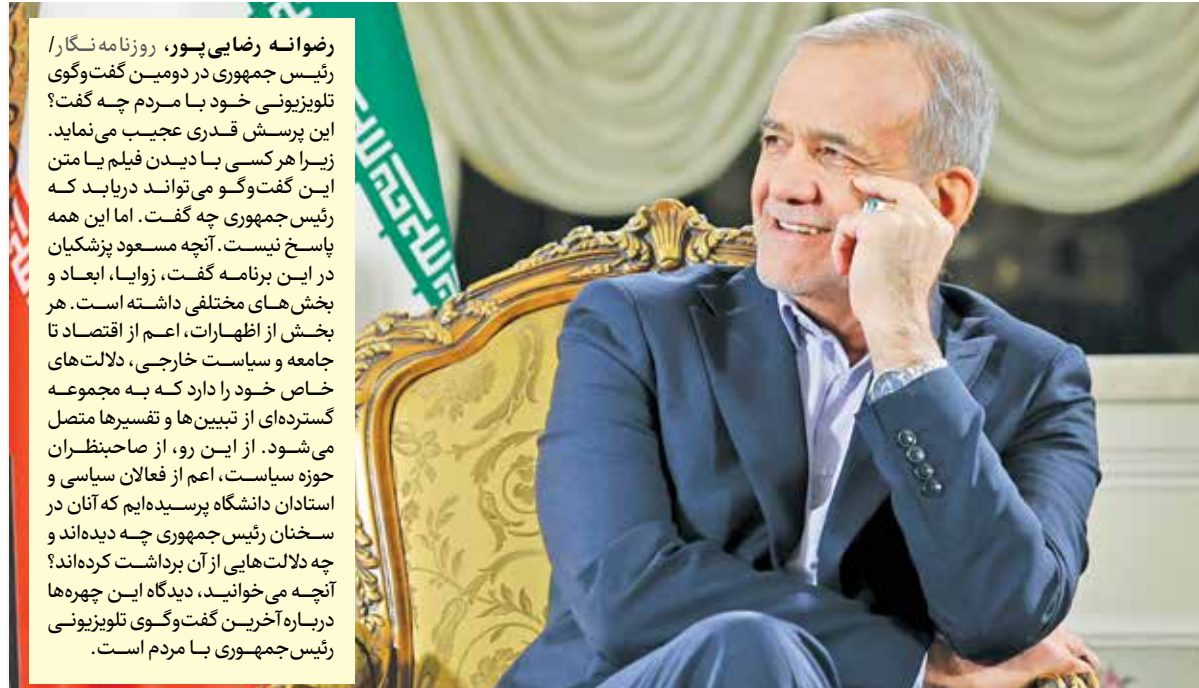 رضوانه رضایی‌پور، روزنامه‌نگار/
رئیس جمهوری در دومین گفت‌وگوی
تلویزیونی خود با مردم چه گفت؟
این پرسش قدری عجیب می‌نماید.
زیرا هر کسی با دیدن فیلم یا متن
این گفت‌وگو می‌تواند دریابد که
رئیس‌جمهوری چه گفت. اما این همه
پاسخ نیست. آنچه مسعود پزشکیان
در این برنامه گفت، زوایا، ابعاد و
بخش‌های مختلفی داشته است. هر
بخش از اظهارات، اعم از اقتصاد تا
جامعه و سیاست خارجی، دلالت‌های
خاص خود را دارد که به مجموعه
گسترده‌ای از تبیین‌ها و تفسیرها متصل
می‌شود. از این رو، از صاحبنظران
حوزه سیاست، اعم از فعالان سیاسی و
استادان دانشگاه پرسیده‌ایم که آنان در
سخنان رئیس‌جمهوری چه دیده‌اند و
چه دلالت‌هایی از آن برداشت کرده‌اند؟
آنچه می‌خوانید، دیدگاه این چهره‌ها
درباره آخرین گفت‌وگوی تلویزیونی
رئیس‌جمهوری با مردم است.